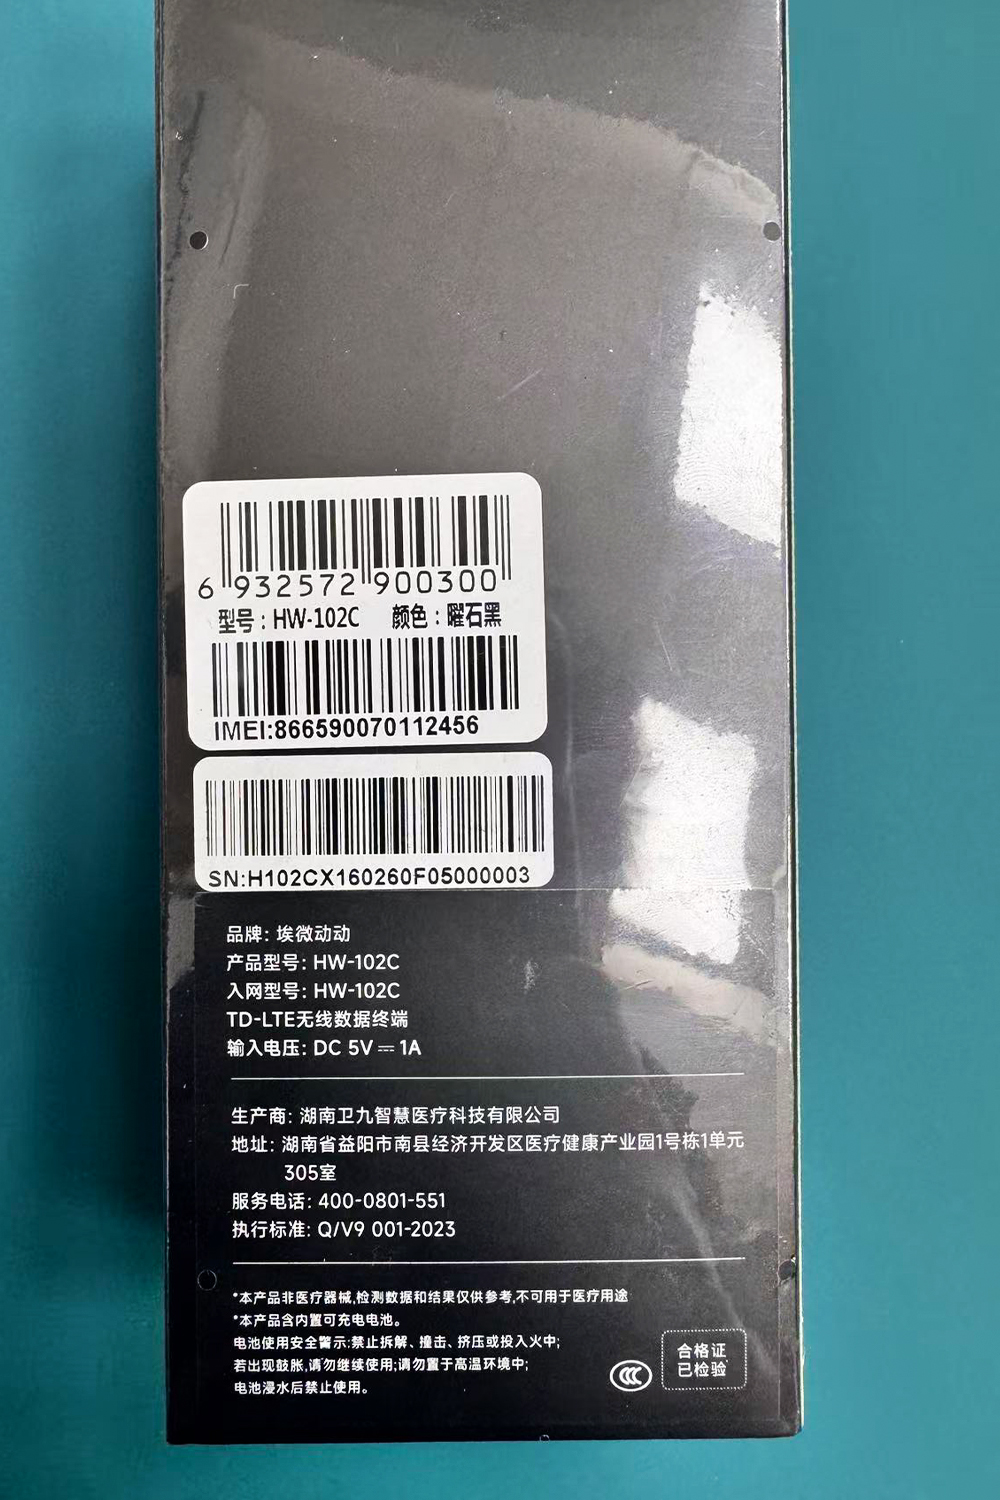 6 932572 900300
型号：HW-102C 颜色：曜石黑
IMEI:866590070112456
SN:H102CX160260F05000003
品牌: 埃微动动
产品型号: HW-102C
入网型号: HW-102C
TD-LTE无线数据终端
输入电压: DC 5V⎓1A
生产商: 湖南卫九智慧医疗科技有限公司
地址: 湖南省益阳市南县经济开发区医疗健康产业园1号栋1单元
305室
服务电话: 400-0801-551
执行标准: Q/V9 001-2023
*本产品非医疗器械,检测数据和结果仅供参考,不可用于医疗用途
*本产品含内置可充电电池。
电池使用安全警示:禁止拆解、撞击、挤压或投入火中;
若出现鼓胀,请勿继续使用;请勿置于高温环境中;
电池浸水后禁止使用。
CCC
合格证
已检验